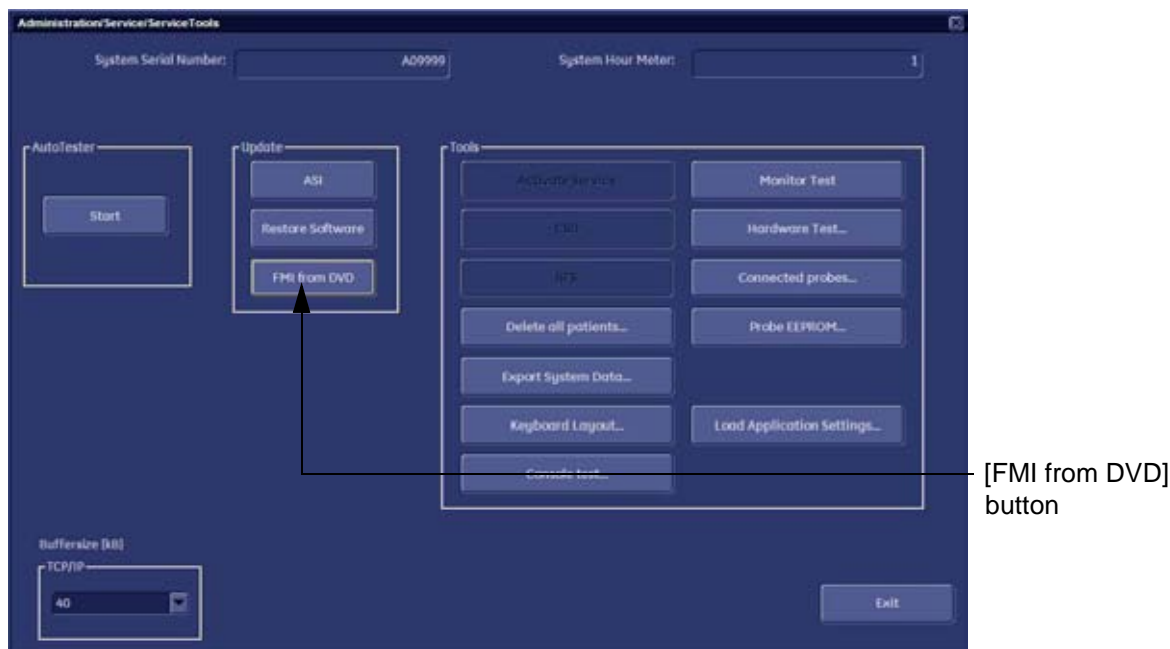 Administration/Service/ServiceTools
System Serial Number: A09999 System Hour Meter: 1
AutoTester
Start
Update
ASI
Restore Software
FMI from DVD
Tools
Activate Service
Monitor Test
Hardware Test...
Connected probes...
Delete all patients...
Probe EEPROM...
Export System Data...
Keyboard Layout...
Load Application Settings...
Console test...
[FMI from DVD]
button
Buffersize [kB]
TCP/IP
40
Exit